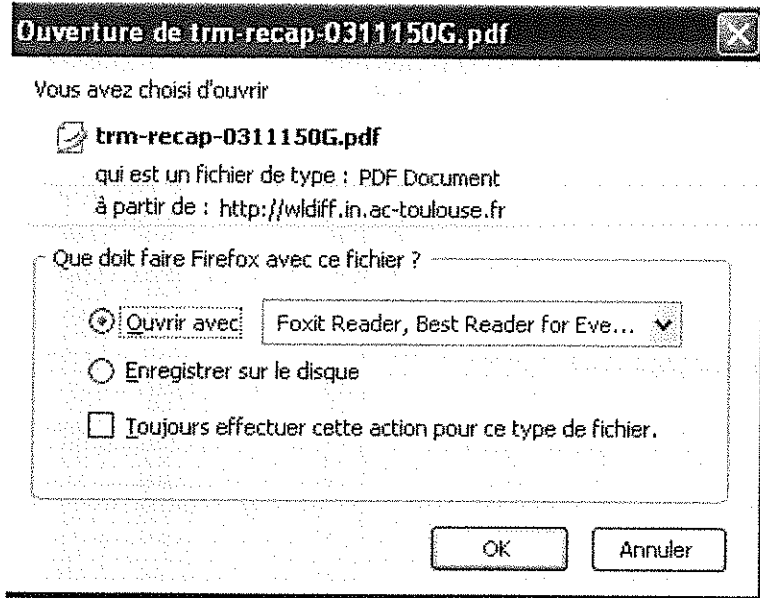 Ouverture de trm-recap-0311150G.pdf
Vous avez choisi d'ouvrir
trm-recap-0311150G.pdf
qui est un fichier de type : PDF Document
à partir de : http://wldiff.in.ac-toulouse.fr
Que doit faire Firefox avec ce fichier ?
Ouvrir avec Foxit Reader, Best Reader for Eve...
Enregistrer sur le disque
Toujours effectuer cette action pour ce type de fichier.
OK Annuler